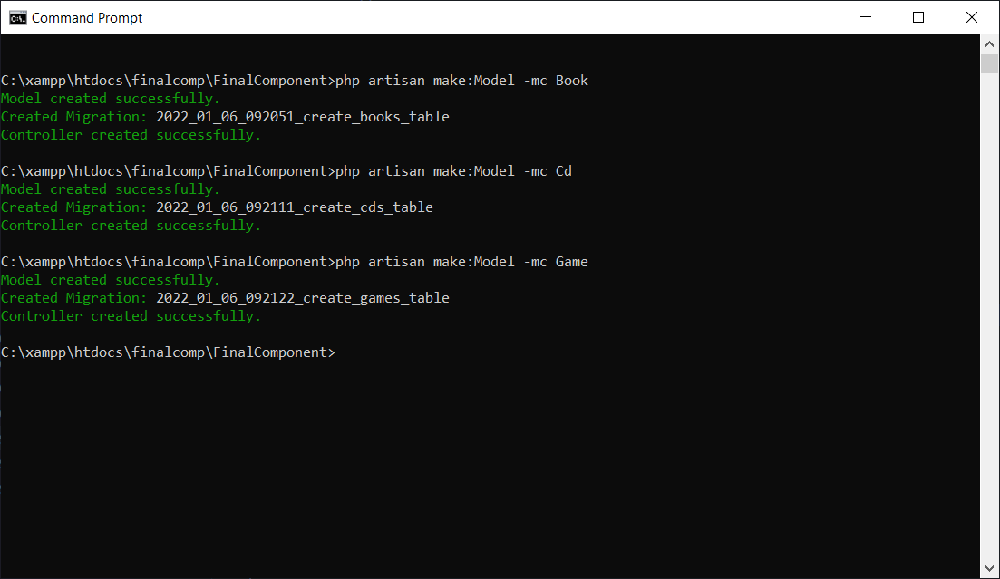 Command Prompt
C:\xampp\htdocs\finalcomp\FinalComponent>php artisan make:Model -mc Book
Model created successfully.
Created Migration: 2022_01_06_092051_create_books_table
Controller created successfully.
C:\xampp\htdocs\finalcomp\FinalComponent>php artisan make:Model -mc Cd
Model created successfully.
Created Migration: 2022_01_06_092111_create_cds_table
Controller created successfully.
C:\xampp\htdocs\finalcomp\FinalComponent>php artisan make:Model -mc Game
Model created successfully.
Created Migration: 2022_01_06_092122_create_games_table
Controller created successfully.
C:\xampp\htdocs\finalcomp\FinalComponent>